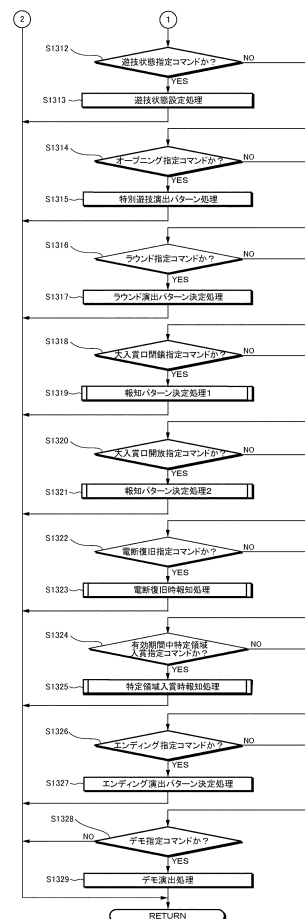 2
1
S1312
遊技状態指定コマンドか？
NO
YES
S1313
遊技状態設定処理
S1314
オープニング指定コマンドか？
NO
YES
S1315
特別遊技演出パターン処理
S1316
ラウンド指定コマンドか？
NO
YES
S1317
ラウンド演出パターン決定処理
S1318
大入賞口閉鎖指定コマンドか？
NO
YES
S1319
報知パターン決定処理1
S1320
大入賞口開放指定コマンドか？
NO
YES
S1321
報知パターン決定処理2
S1322
電断復旧指定コマンドか？
NO
YES
S1323
電断復旧時報知処理
S1324
有効期間中特定領域
入賞指定コマンドか？
NO
YES
S1325
特定領域入賞時報知処理
S1326
エンディング指定コマンドか？
NO
YES
S1327
エンディング演出パターン決定処理
S1328
NO
デモ指定コマンドか？
YES
S1329
デモ演出処理
RETURN